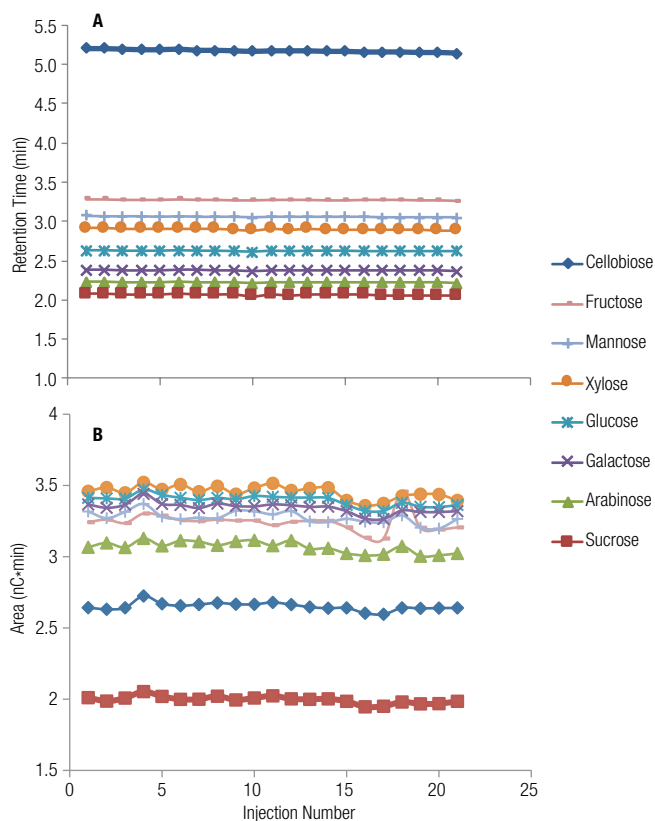 A
5.5
5.0
4.5
4.0
3.5
3.0
2.5
2.0
1.5
1.0
Retention Time (min)
Cellobiose
Fructose
Mannose
Xylose
Glucose
Galactose
Arabinose
Sucrose
B
4
3.5
3
2.5
2
1.5
Area (nC•min)
0 5 10 15 20 25
Injection Number